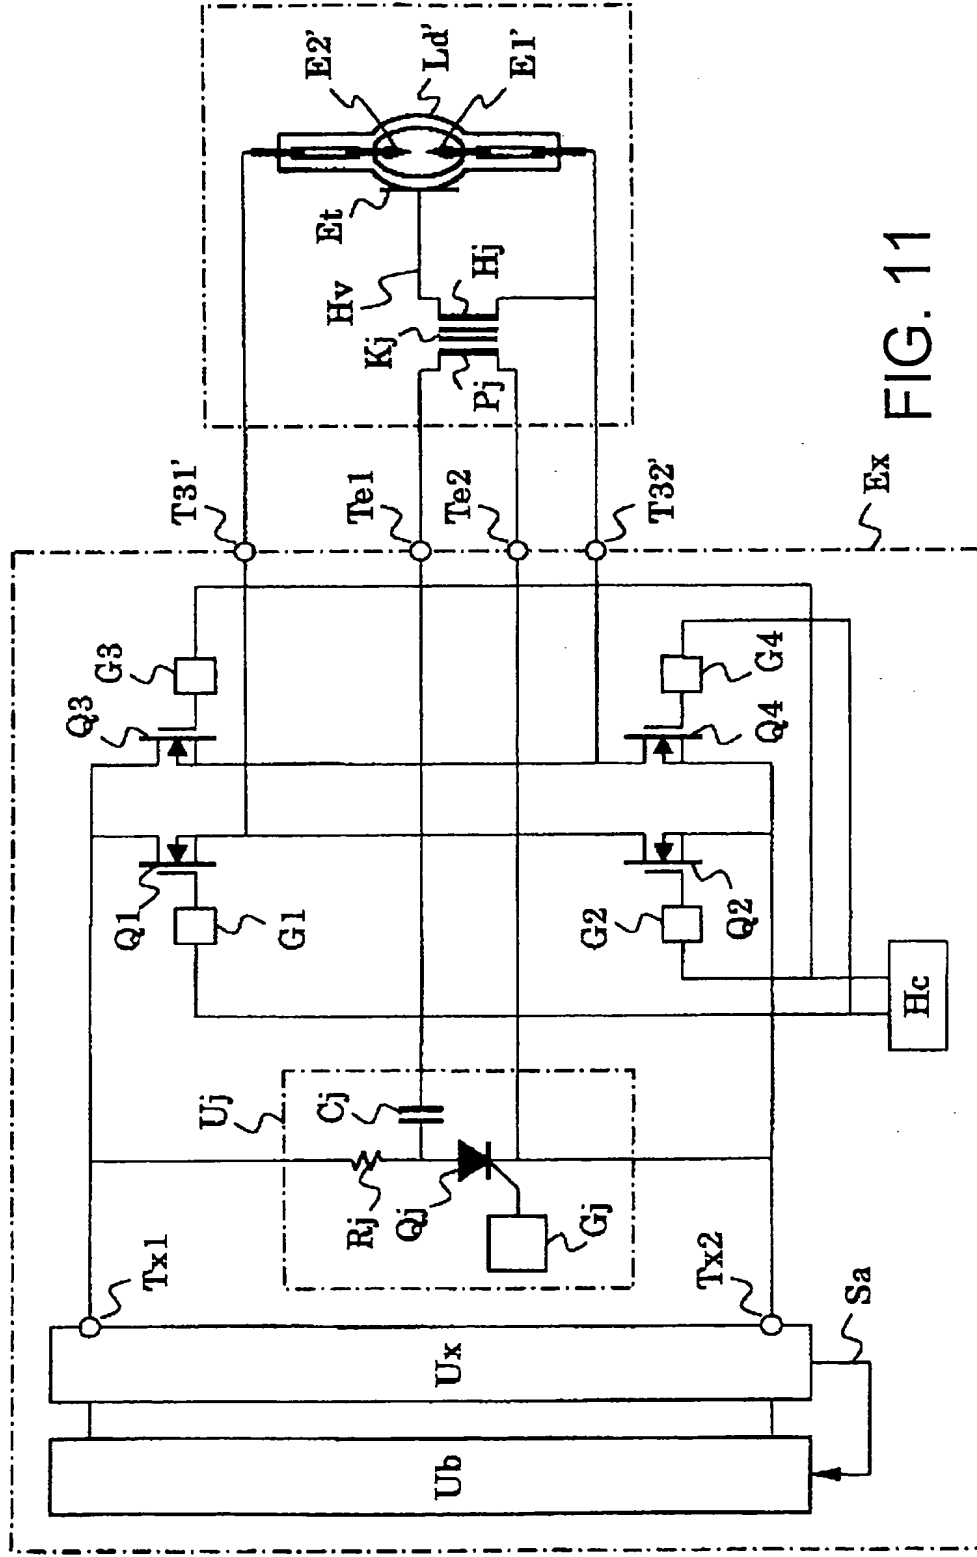 Ub
Ux
Sa
Tx1
Tx2
Uj
Rj
Qj
Cj
Gj
Hc
Q1
G1
G2
Q2
Q3
G3
Q4
G4
Ex
T31'
Te1
Te2
T32'
Kj
Pj
Hj
Hv
Et
E2'
Ld'
E1'
FIG. 11